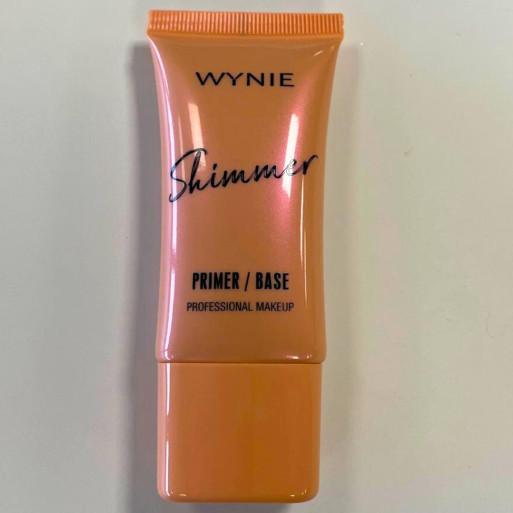 WYNIE
Shimmer
PRIMER / BASE
PROFESSIONAL MAKEUP